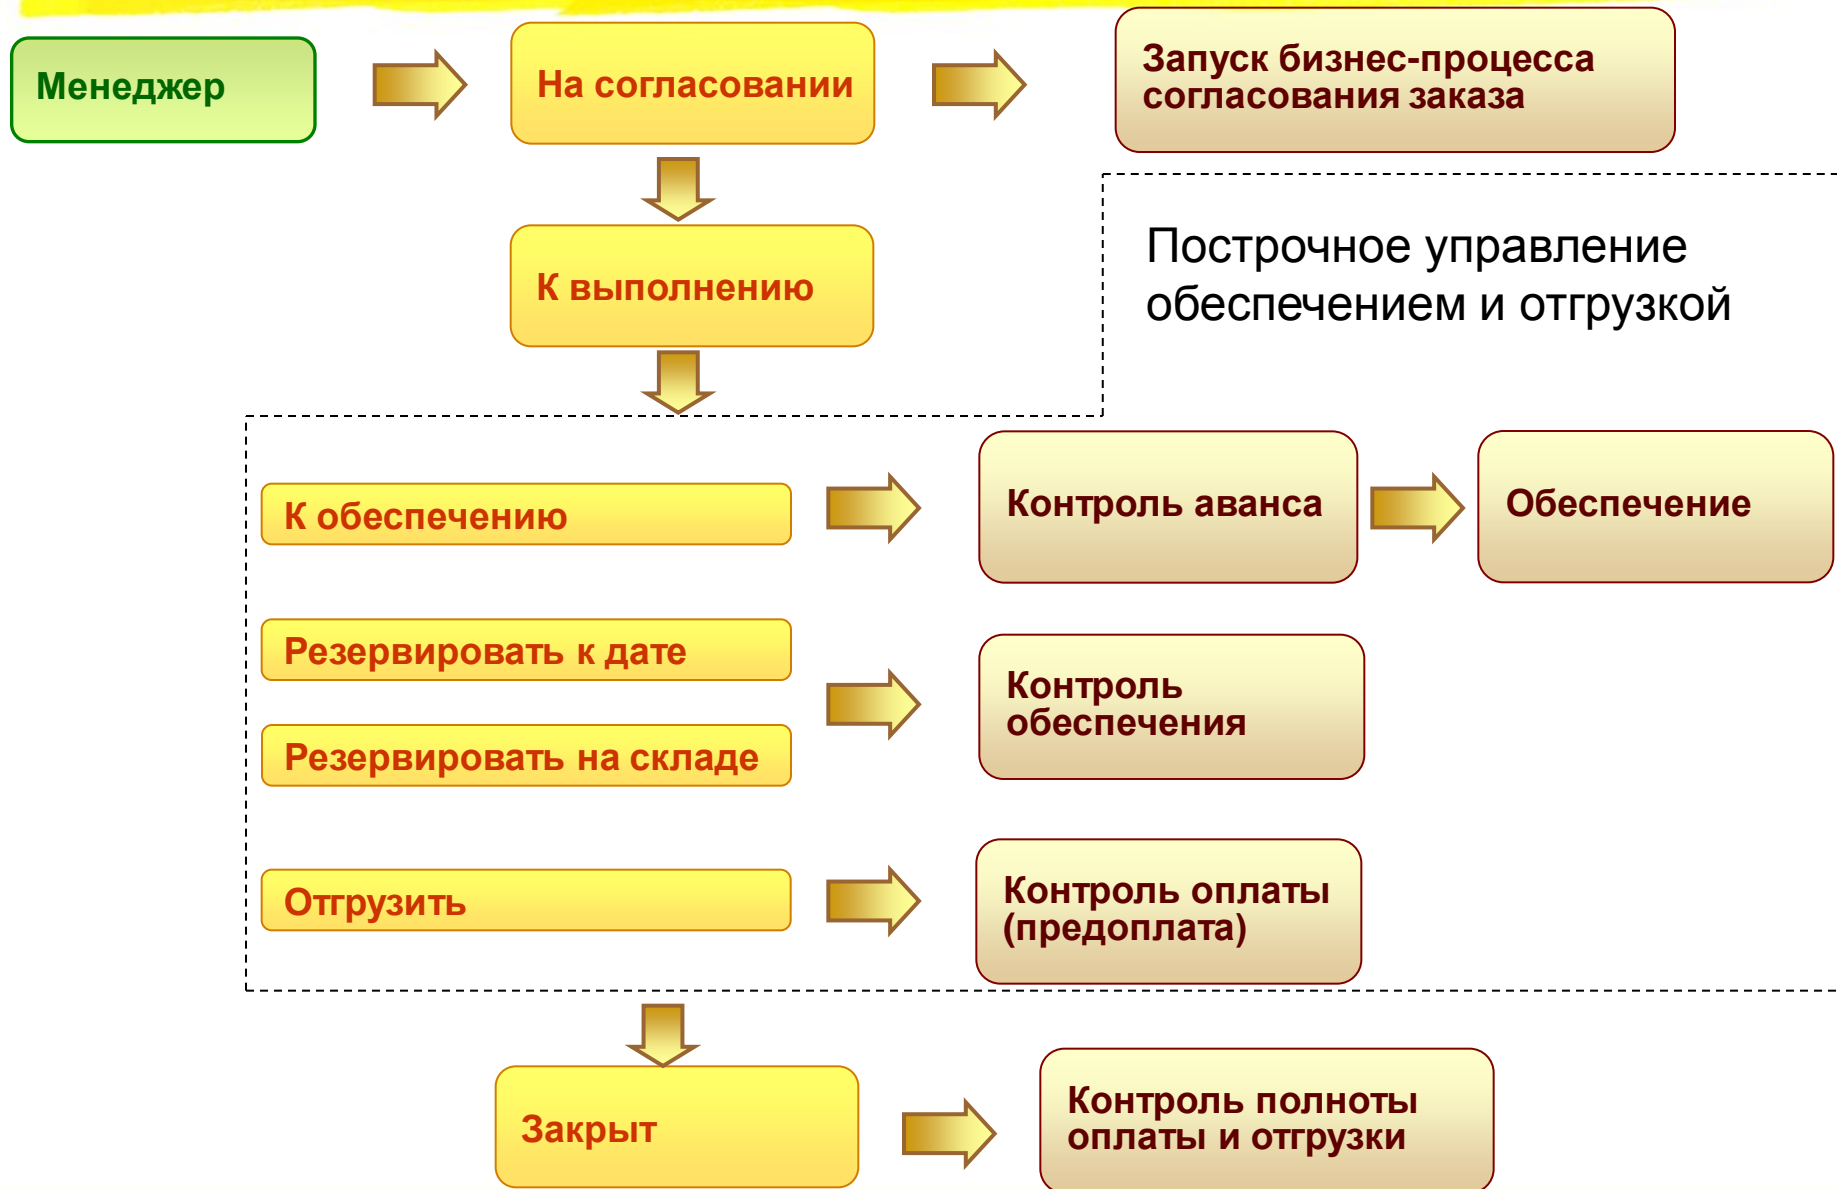 Менеджер
На согласовании
Запуск бизнес-процесса
согласования заказа
К выполнению
Построчное управление
обеспечением и отгрузкой
К обеспечению
Контроль аванса
Обеспечение
Резервировать к дате
Резервировать на складе
Контроль
обеспечения
Отгрузить
Контроль оплаты
(предоплата)
Закрыт
Контроль полноты
оплаты и отгрузки